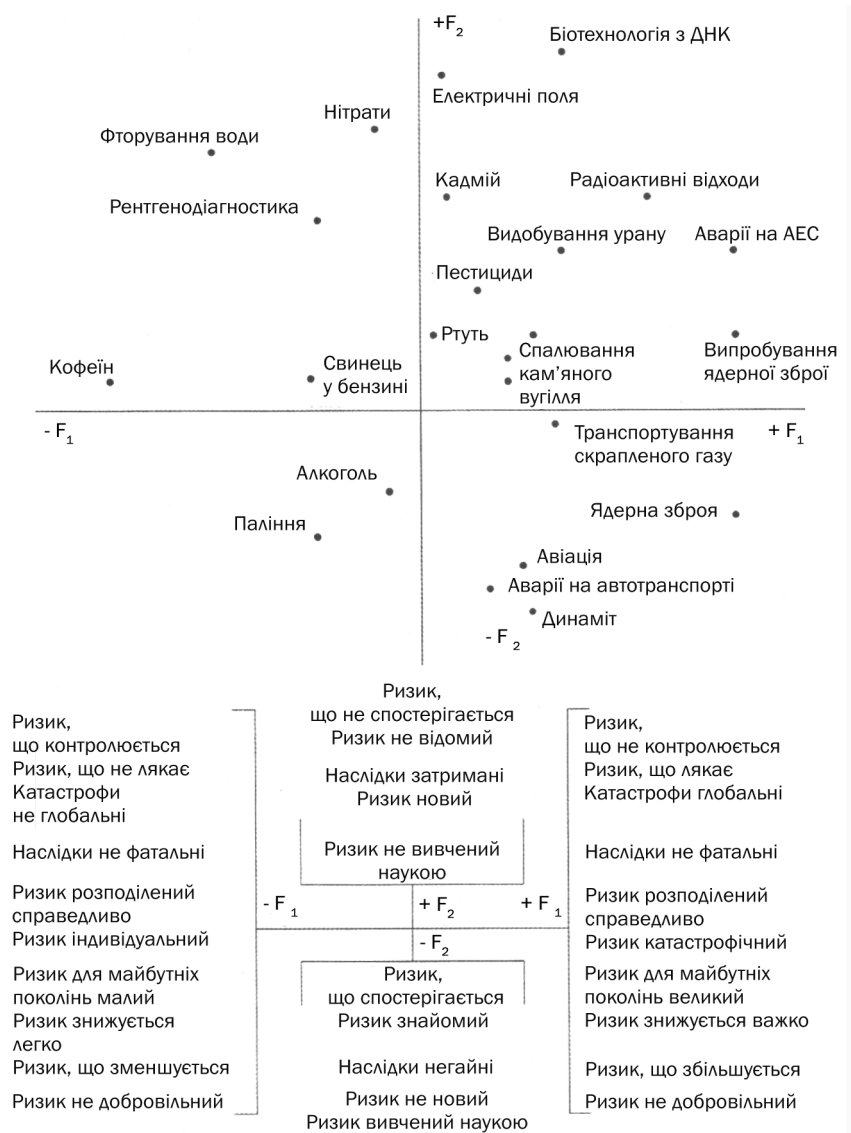 +F2
Біотехнологія з ДНК
Електричні поля
Нітрати
Фторування води
Кадмій
Радіоактивні відходи
Рентгенодіагностика
Видобування урану
Аварії на АЕС
Пестициди
Ртуть
Спалювання
кам’яного
вугілля
Випробування
ядерної зброї
Кофеїн
Свинець
у бензині
- F1
+ F1
Транспортування
скрапленого газу
Алкоголь
Паління
Ядерна зброя
Авіація
Аварії на автотранспорті
Динаміт
- F 2
Ризик,
що контролюється
Ризик, що не лякає
Катастрофи
не глобальні
Наслідки не фатальні
Ризик розподілений
справедливо
Ризик індивідуальний
Ризик для майбутніх
поколінь малий
Ризик знижується
легко
Ризик, що зменшується
Ризик не добровільний
Ризик,
що не спостерігається
Ризик не відомий
Наслідки затримані
Ризик новий
Ризик не вивчений
наукою
- F 1
+ F2
+ F1
- F2
Ризик,
що спостерігається
Ризик знайомий
Наслідки негайні
Ризик не новий
Ризик вивчений наукою
Ризик,
що не контролюється
Ризик, що лякає
Катастрофи глобальні
Наслідки не фатальні
Ризик розподілений
справедливо
Ризик катастрофічний
Ризик для майбутніх
поколінь великий
Ризик знижується важко
Ризик, що збільшується
Ризик не добровільний